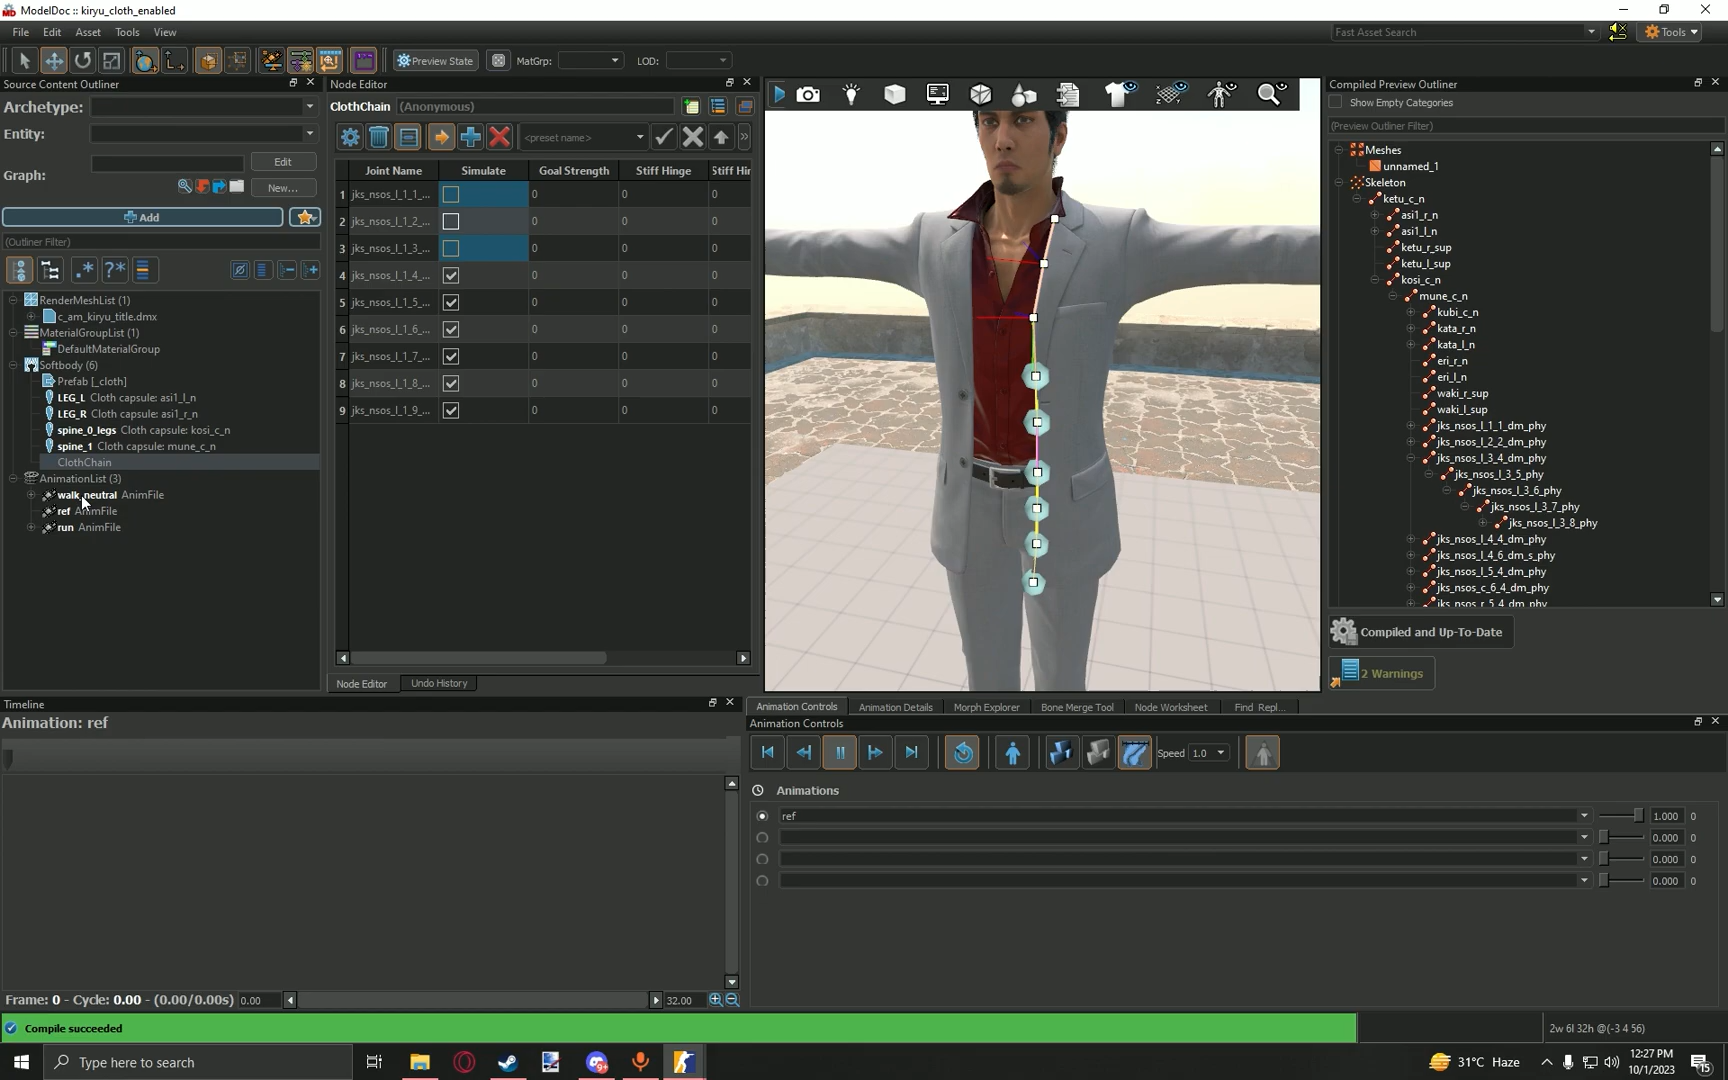 ModelDoc :: kiryu_cloth_enabled
File Edit Asset Tools View
Fast Asset Search
Tools
Preview State
MatGrp:
LOD:
Source Content Outliner
Archetype:
Entity:
Graph:
Edit
New...
Add
(Outliner Filter)
RenderMeshList (1)
c_am_kiryu_title.dmx
MaterialGroupList (1)
DefaultMaterialGroup
Softbody (6)
Prefab [_cloth]
LEG_L Cloth capsule: asi1_l_n
LEG_R Cloth capsule: asi1_r_n
spine_0_legs Cloth capsule: kosi_c_n
spine_1 Cloth capsule: mune_c_n
ClothChain
AnimationList (3)
walk_neutral AnimFile
ref AnimFile
run AnimFile
Node Editor
ClothChain (Anonymous)
<preset name>
Joint Name Simulate Goal Strength Stiff Hinge Stiff Hir
1 jks_nsos_l_1_1_... 0 0 0
2 jks_nsos_l_1_2_... 0 0 0
3 jks_nsos_l_1_3_... 0 0 0
4 jks_nsos_l_1_4_... 0 0 0
5 jks_nsos_l_1_5_... 0 0 0
6 jks_nsos_l_1_6_... 0 0 0
7 jks_nsos_l_1_7_... 0 0 0
8 jks_nsos_l_1_8_... 0 0 0
9 jks_nsos_l_1_9_... 0 0 0
Node Editor Undo History
Compiled Preview Outliner
Show Empty Categories
(Preview Outliner Filter)
Meshes
unnamed_1
Skeleton
ketu_c_n
asi1_r_n
asi1_l_n
ketu_r_sup
ketu_l_sup
kosi_c_n
mune_c_n
kubi_c_n
kata_r_n
kata_l_n
eri_r_n
eri_l_n
waki_r_sup
waki_l_sup
jks_nsos_l_1_1_dm_phy
jks_nsos_l_2_2_dm_phy
jks_nsos_l_3_4_dm_phy
jks_nsos_l_3_5_phy
jks_nsos_l_3_6_phy
jks_nsos_l_3_7_phy
jks_nsos_l_3_8_phy
jks_nsos_l_4_4_dm_phy
jks_nsos_l_4_6_dm_s_phy
jks_nsos_l_5_4_dm_phy
jks_nsos_c_6_4_dm_phy
jks_nsos_r_5_4_dm_phy
Compiled and Up-To-Date
2 Warnings
Timeline
Animation: ref
Frame: 0 - Cycle: 0.00 - (0.00/0.00s) 0.00
32.00
Animation Controls Animation Details Morph Explorer Bone Merge Tool Node Worksheet Find Repl...
Animation Controls
Speed 1.0
Animations
ref 1.000 0
0.000 0
0.000 0
0.000 0
Compile succeeded
2w 6l 32h @(-3 4 56)
Type here to search
31°C Haze
12:27 PM
10/1/2023
15